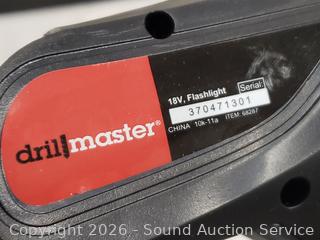 18V, Flashlight
Serial:
370471301
CHINA 10k-11a ITEM: 68287
drillmaster®
Copyright 2026 - Sound Auction Service